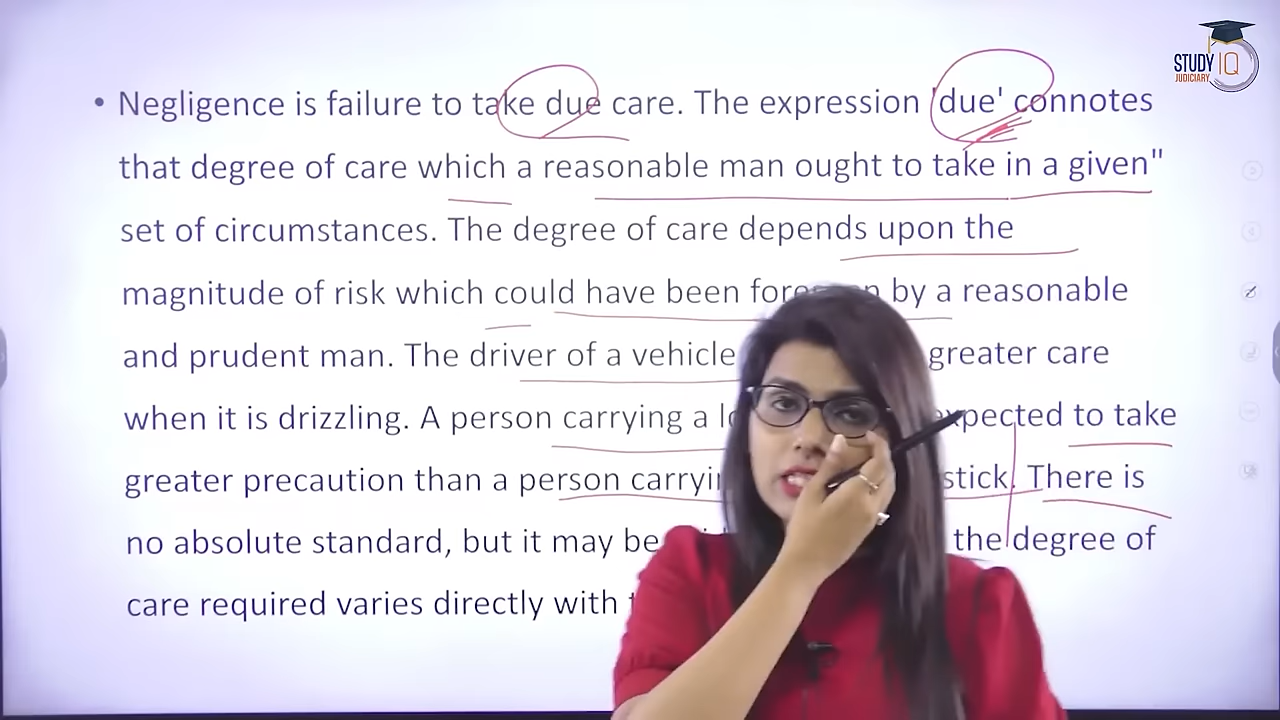 STUDY IQ
JUDICIARY
• Negligence is failure to take due care. The expression 'due' connotes
that degree of care which a reasonable man ought to take in a given"
set of circumstances. The degree of care depends upon the
magnitude of risk which could have been by a reasonable
and prudent man. The driver of a vehicle greater care
when it is drizzling. A person carrying a to take
greater precaution than a person stick. There is
no absolute standard, but it may be the degree of
care required varies directly with